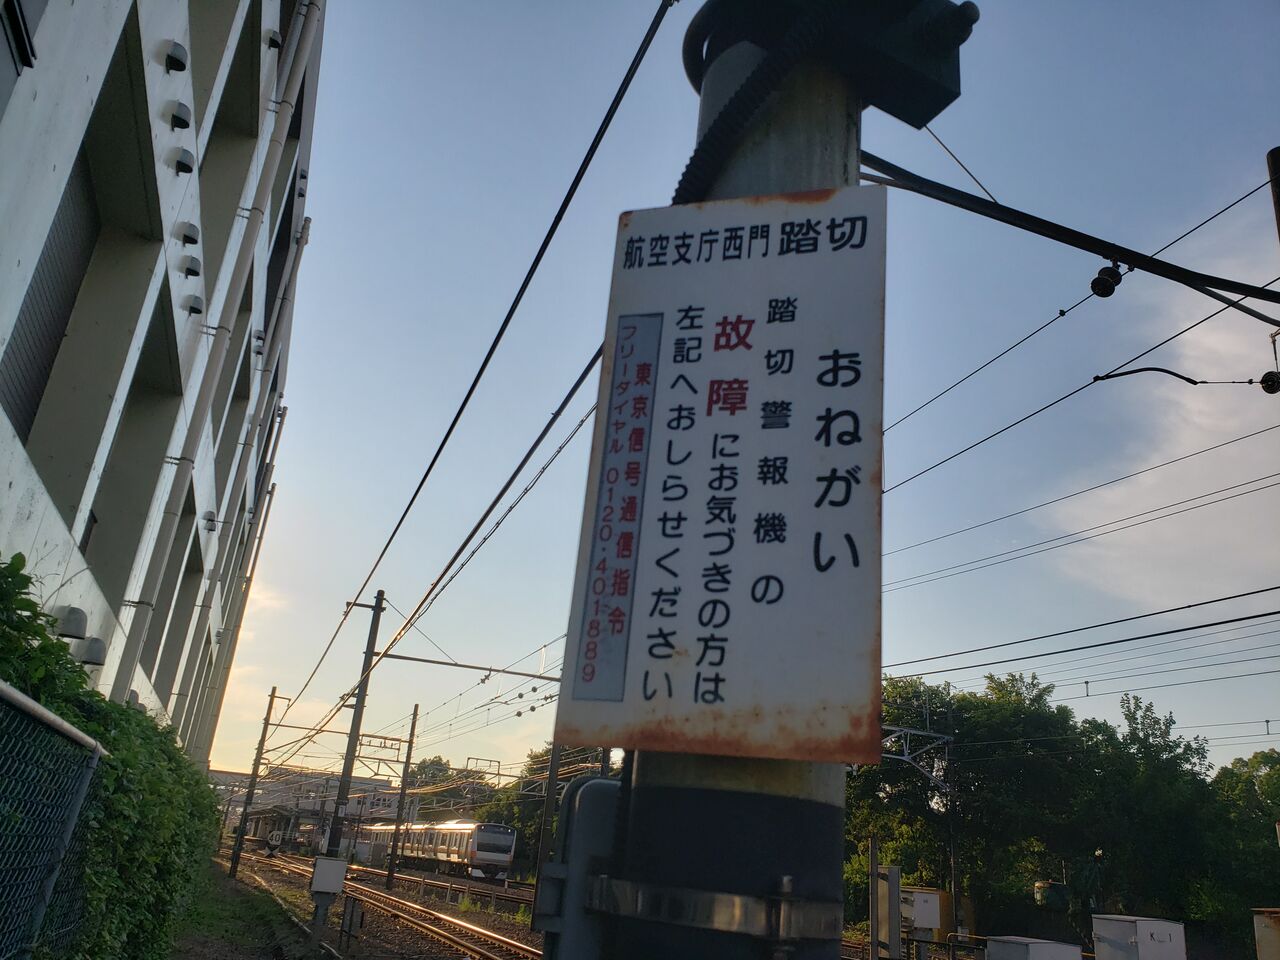 航空支庁西門踏切
おねがい
踏切警報機の
故障にお気づきの方は
左記へおしらせください
東京信号通信指令
フリーダイヤル 0120・401889
40
K 1